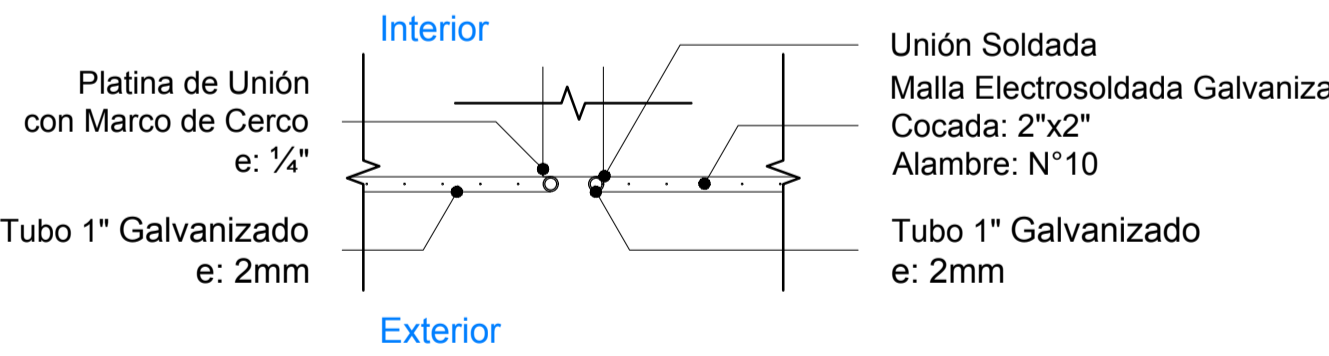 Interior
Platina de Unión
con Marco de Cerco
e: ¼"
Tubo 1" Galvanizado
e: 2mm
Unión Soldada
Malla Electrosoldada Galvaniza
Cocada: 2"x2"
Alambre: N°10
Tubo 1" Galvanizado
e: 2mm
Exterior